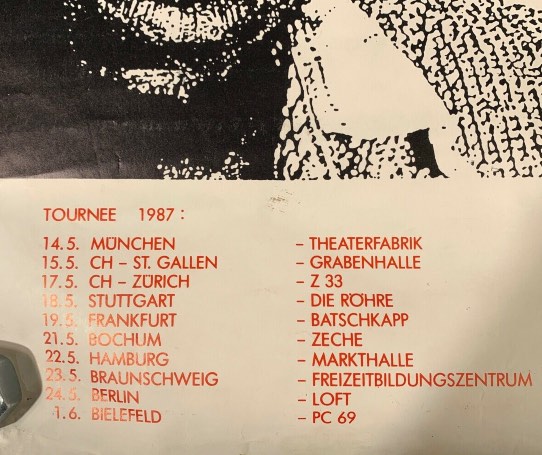 TOURNEE 1987 :
14.5. MÜNCHEN – THEATERFABRIK
15.5. CH – ST. GALLEN – GRABENHALLE
17.5. CH – ZÜRICH – Z 33
18.5. STUTTGART – DIE RÖHRE
19.5. FRANKFURT – BATSCHKAPP
21.5. BOCHUM – ZECHE
22.5. HAMBURG – MARKTHALLE
23.5. BRAUNSCHWEIG – FREIZEITBILDUNGSZENTRUM
24.5. BERLIN – LOFT
1.6. BIELEFELD – PC 69